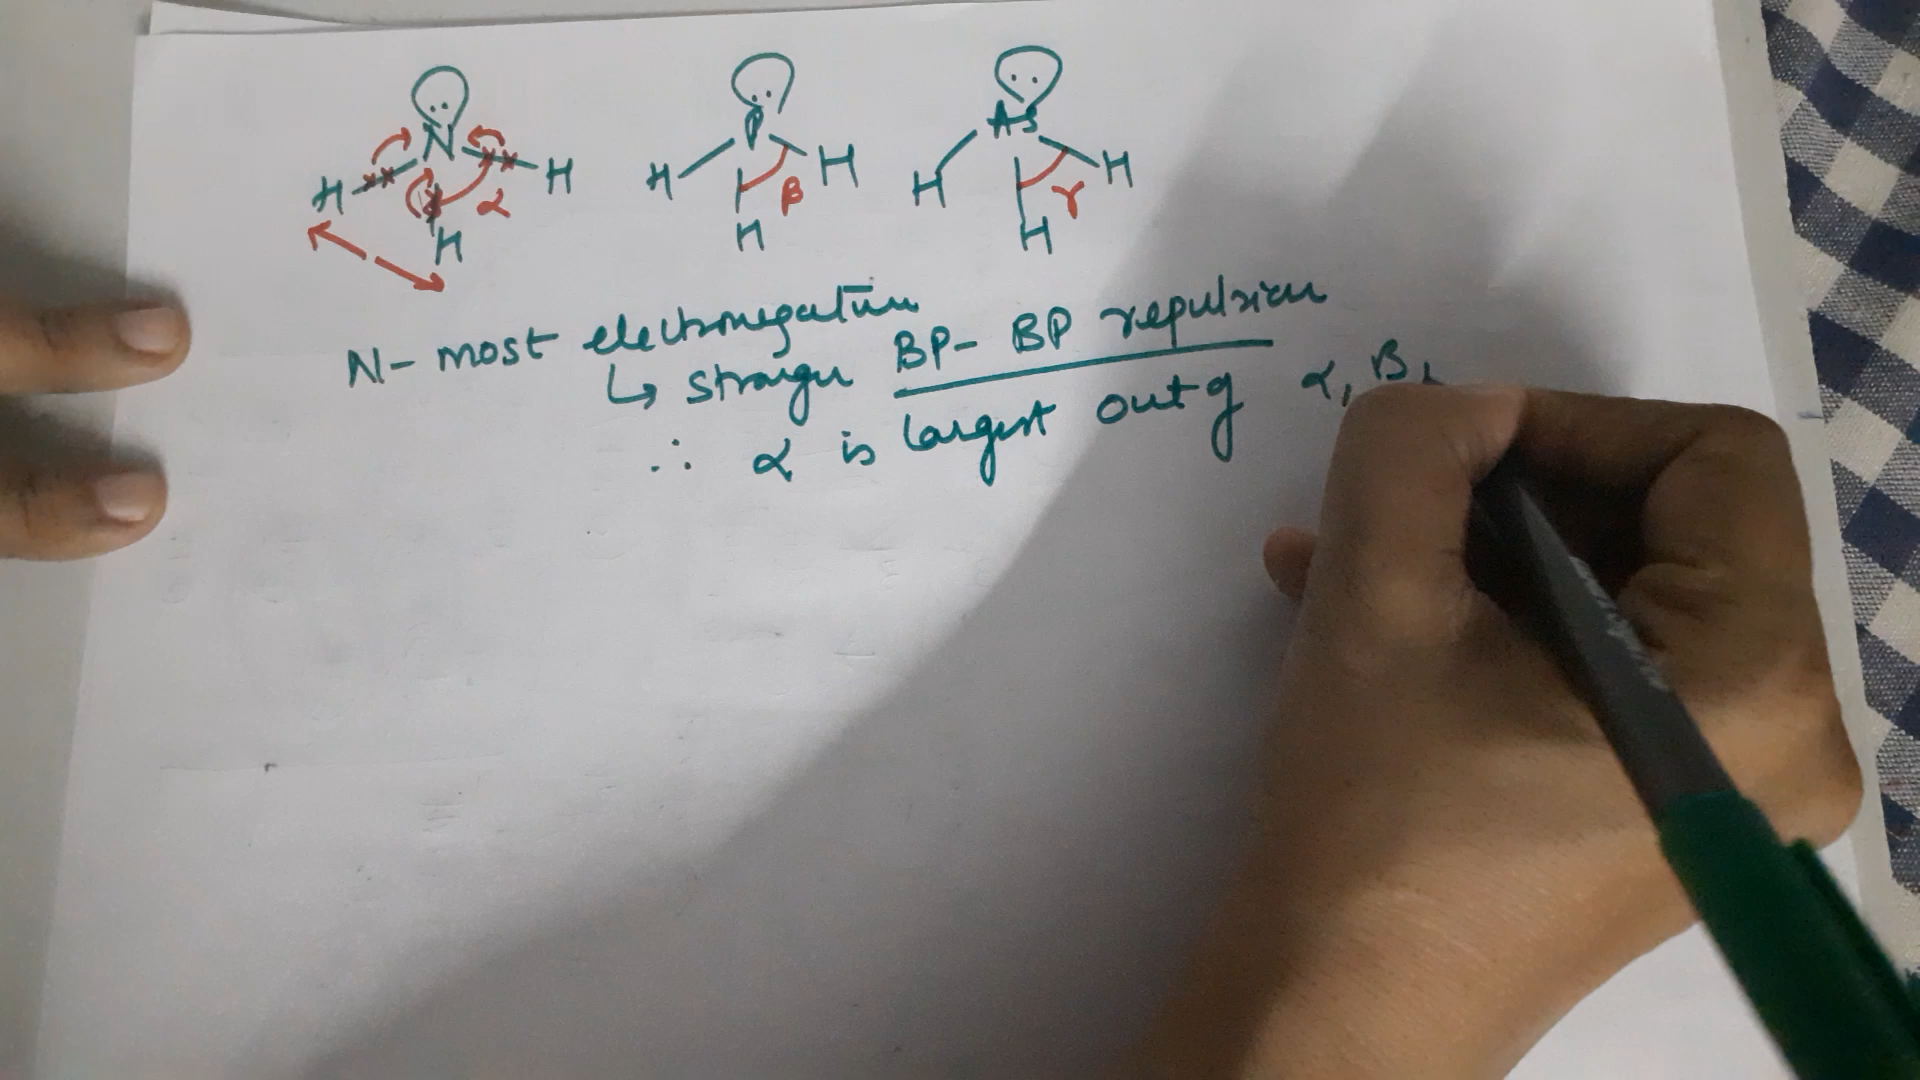 N P As
H H H H H H
α β γ
H H H
N- most electronegative
↳ stronger BP- BP repulsion
∴ α is largest out of α, β,